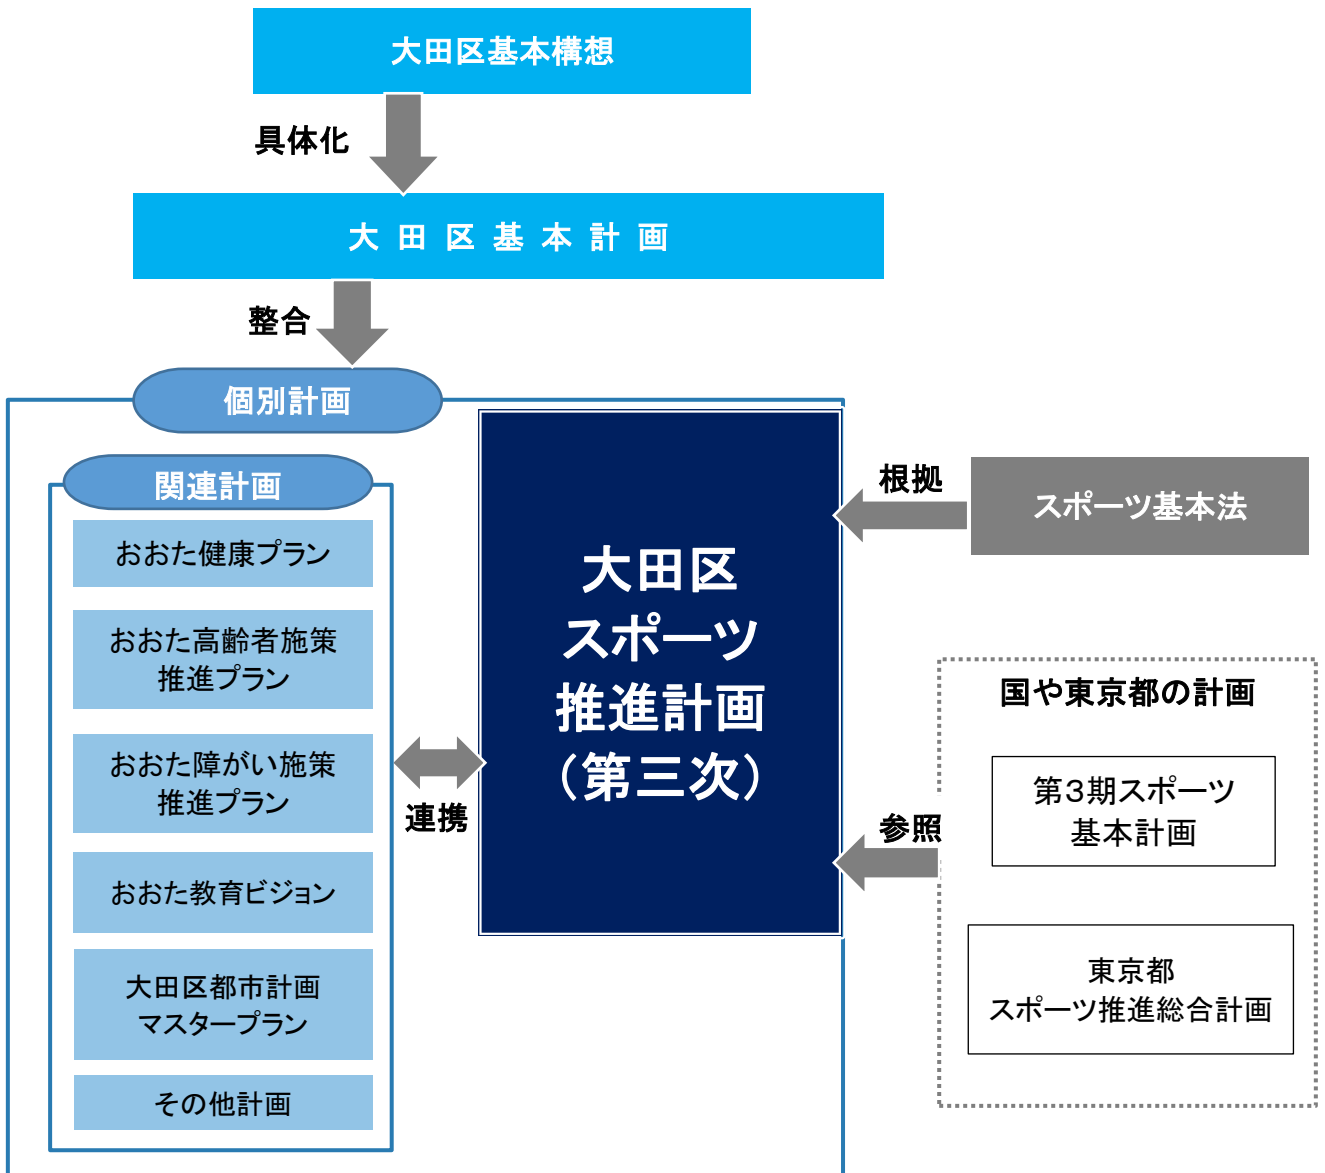 大田区基本構想
具体化
大田区基本計画
整合
個別計画
関連計画
おおた健康プラン
おおた高齢者施策
推進プラン
おおた障がい施策
推進プラン
おおた教育ビジョン
大田区都市計画
マスタープラン
その他計画
連携
大田区
スポーツ
推進計画
（第三次）
根拠
スポーツ基本法
国や東京都の計画
参照
第3期スポーツ
基本計画
東京都
スポーツ推進総合計画